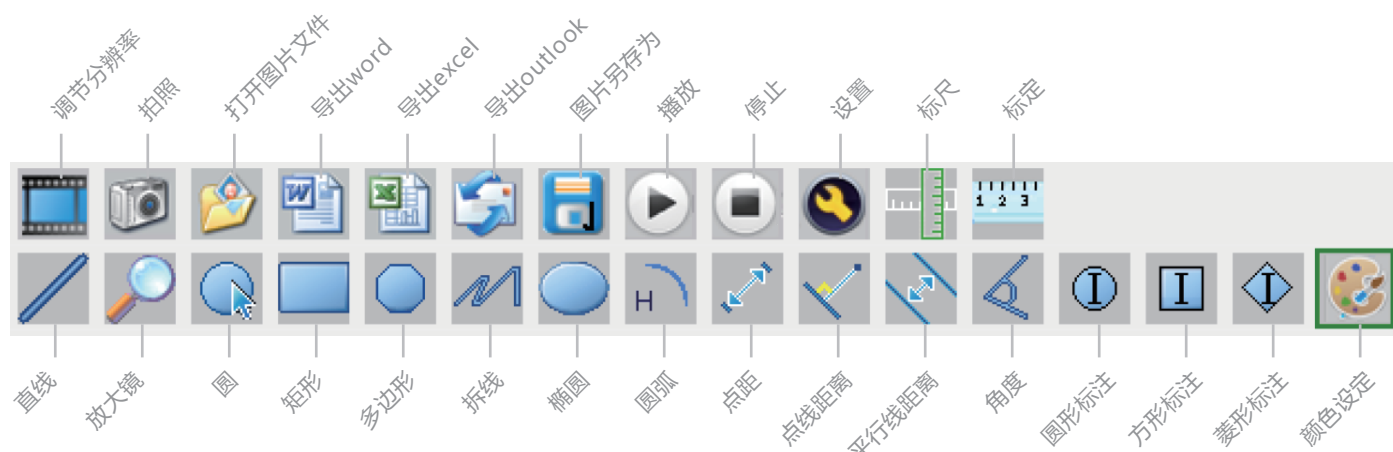 调节分辨率
拍照
打开图片文件
导出word
导出excel
导出outlook
图片另存为
播放
停止
设置
标尺
标定
W
X
1 2 3
H
I
I
I
直线
放大镜
圆
矩形
多边形
拆线
椭圆
圆弧
点距
点线距离
平行线距离
角度
圆形标注
方形标注
菱形标注
颜色设定